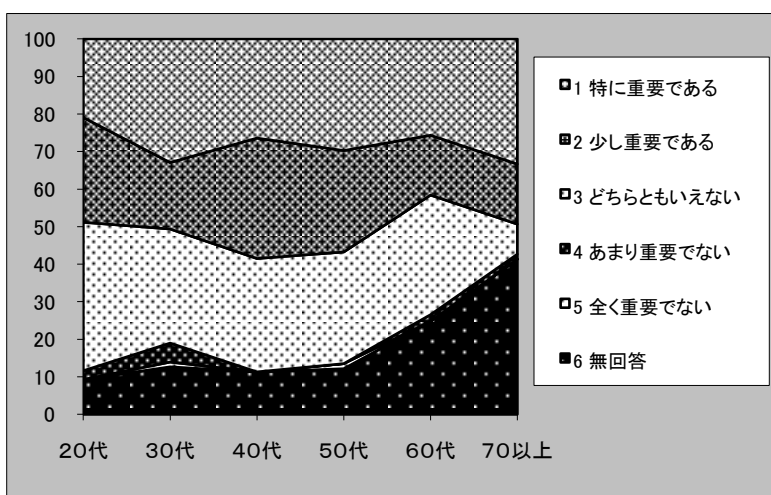 100
90
80
70
60
50
40
30
20
10
0
20代 30代 40代 50代 60代 70以上
1 特に重要である
2 少し重要である
3 どちらともいえない
4 あまり重要でない
5 全く重要でない
6 無回答